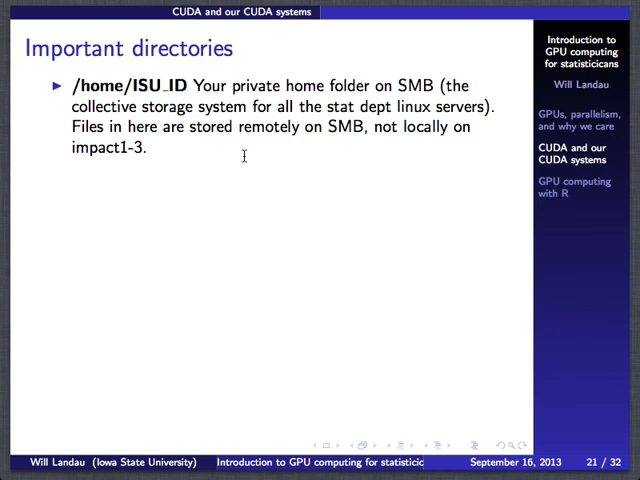 CUDA and our CUDA systems
Important directories
/home/ISU_ID Your private home folder on SMB (the
collective storage system for all the stat dept linux servers).
Files in here are stored remotely on SMB, not locally on
impact1-3.
Introduction to
GPU computing
for statisticicans
Will Landau
GPUs, parallelism,
and why we care
CUDA and our
CUDA systems
GPU computing
with R
Will Landau (Iowa State University)
Introduction to GPU computing for statisticic
September 16, 2013
21 / 32